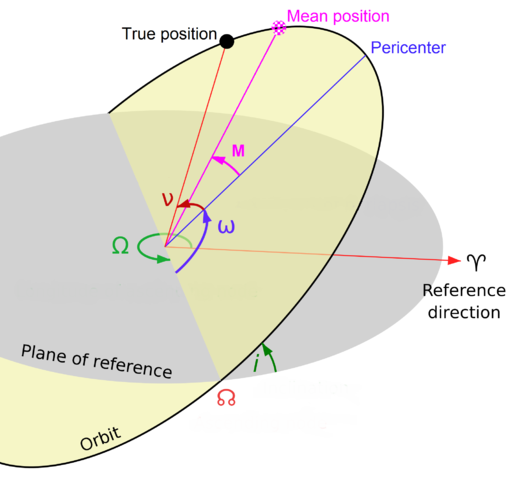 Mean position
True position
Pericenter
M
ν
ω
Ω
♈
Reference
direction
Plane of reference
i
☊
Orbit